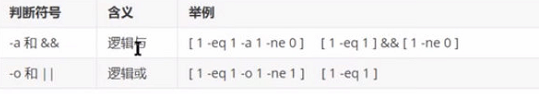 判断符号 含义 举例
-a 和 && 逻辑与 [ 1 -eq 1 -a 1 -ne 0 ] [ 1 -eq 1 ] && [ 1 -ne 0 ]
-o 和 || 逻辑或 [ 1 -eq 1 -o 1 -ne 1 ] [ 1 -eq 1 ]